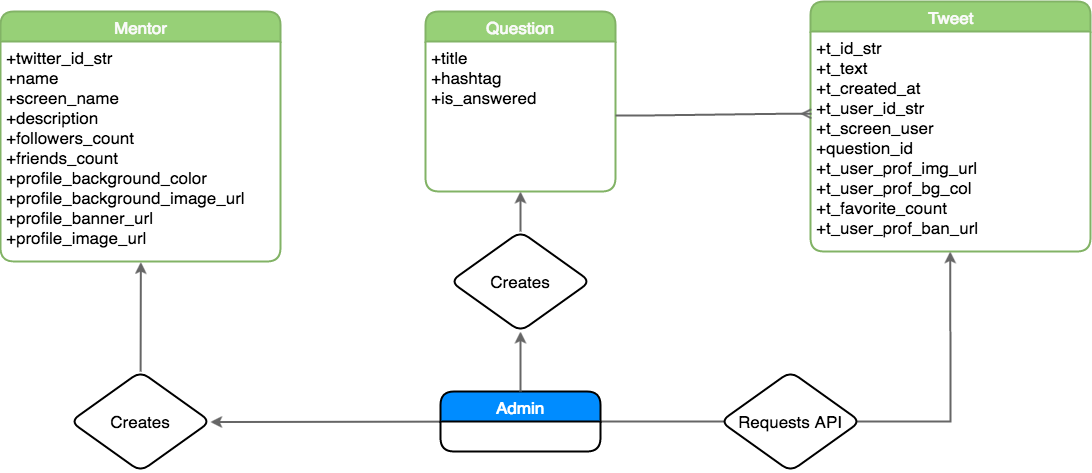 Mentor
+twitter_id_str
+name
+screen_name
+description
+followers_count
+friends_count
+profile_background_color
+profile_background_image_url
+profile_banner_url
+profile_image_url
Question
+title
+hashtag
+is_answered
Tweet
+t_id_str
+t_text
+t_created_at
+t_user_id_str
+t_screen_user
+question_id
+t_user_prof_img_url
+t_user_prof_bg_col
+t_favorite_count
+t_user_prof_ban_url
Creates
Creates
Admin
Requests API